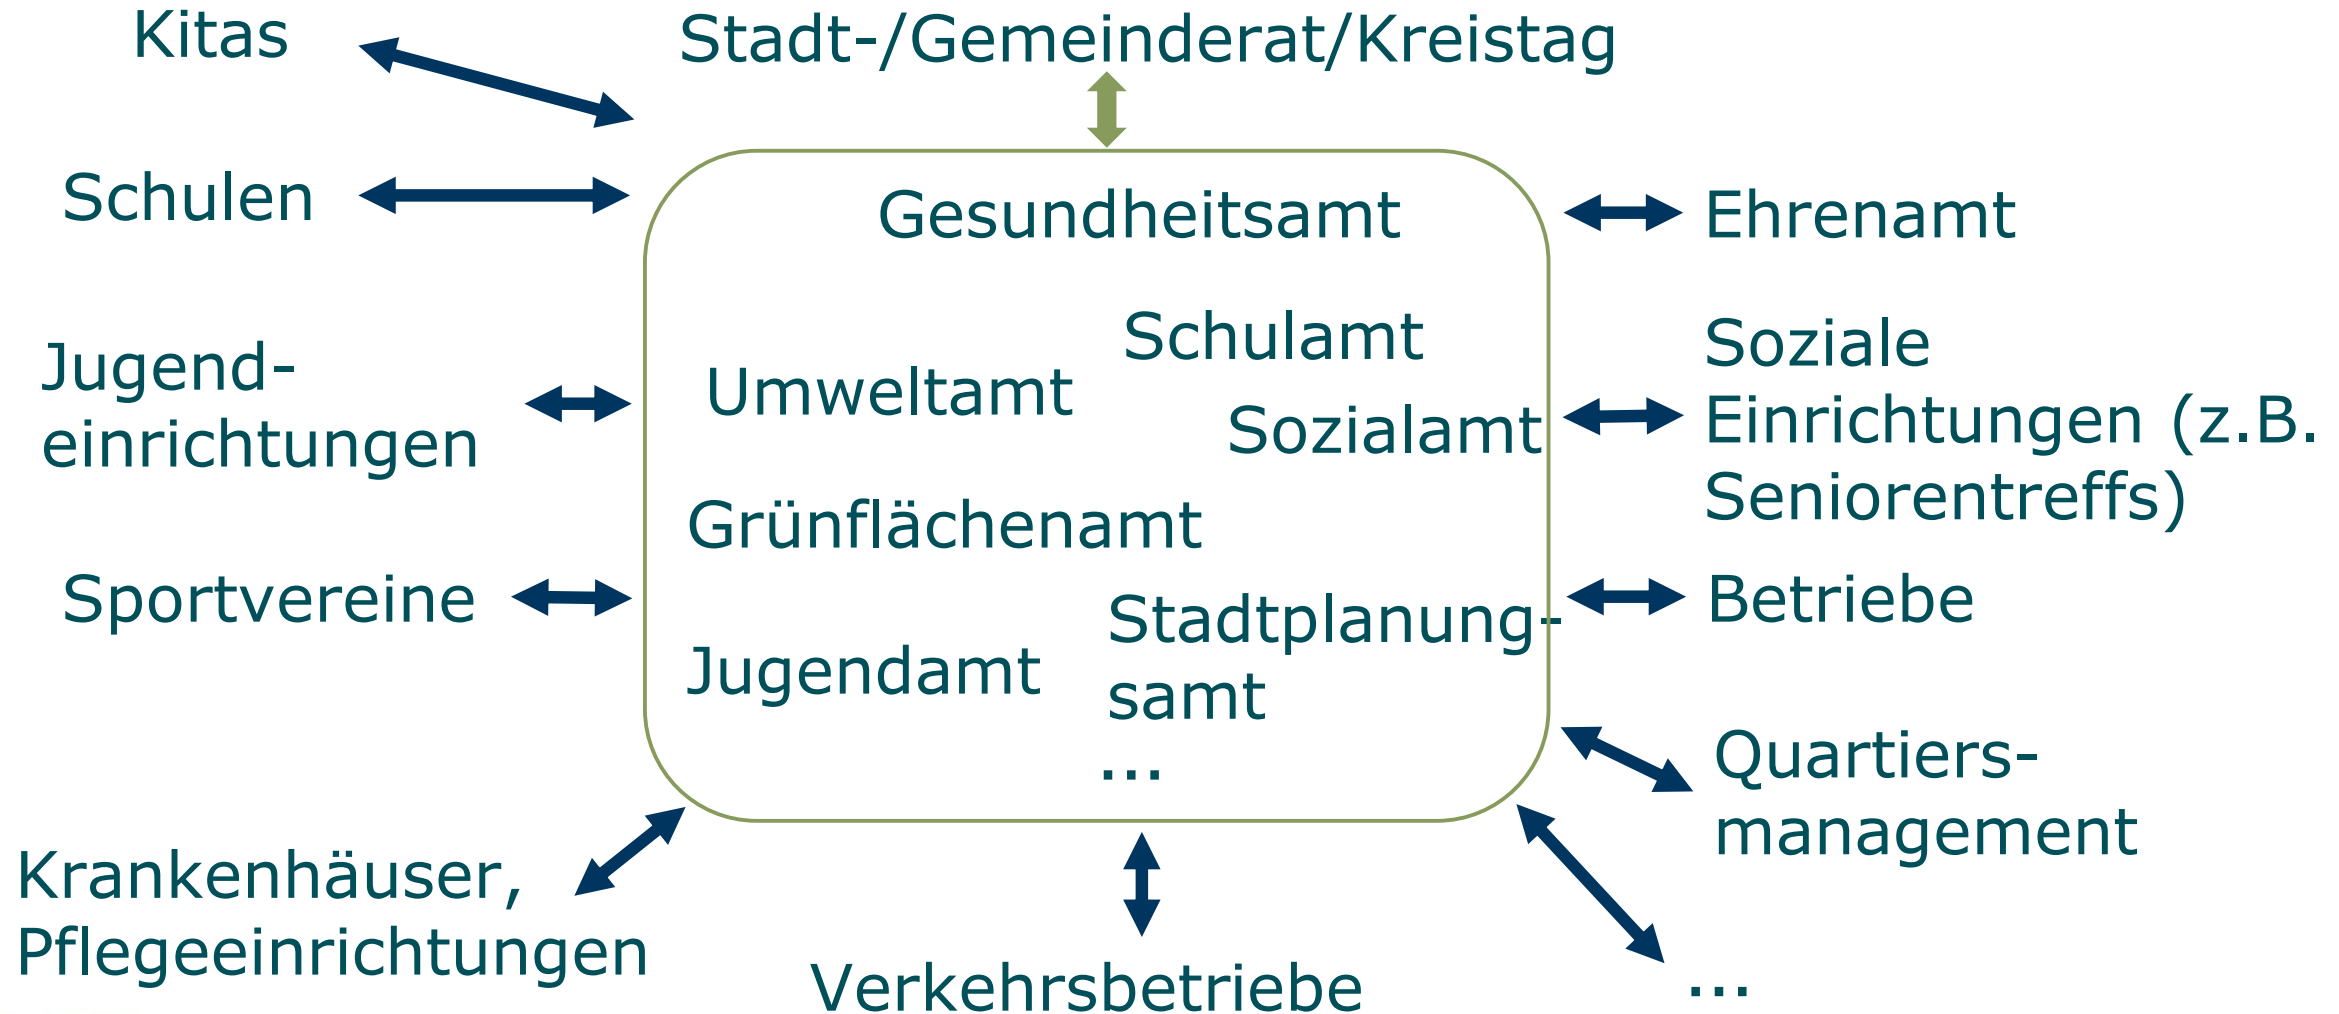 Kitas
Stadt-/Gemeinderat/Kreistag
Schulen
Gesundheitsamt
Ehrenamt
Jugend-
einrichtungen
Schulamt
Umweltamt
Sozialamt
Soziale
Einrichtungen (z.B.
Seniorentreffs)
Grünflächenamt
Sportvereine
Stadtplanung-
samt
Betriebe
Jugendamt
...
Quartiers-
management
Krankenhäuser,
Pflegeeinrichtungen
Verkehrsbetriebe
...